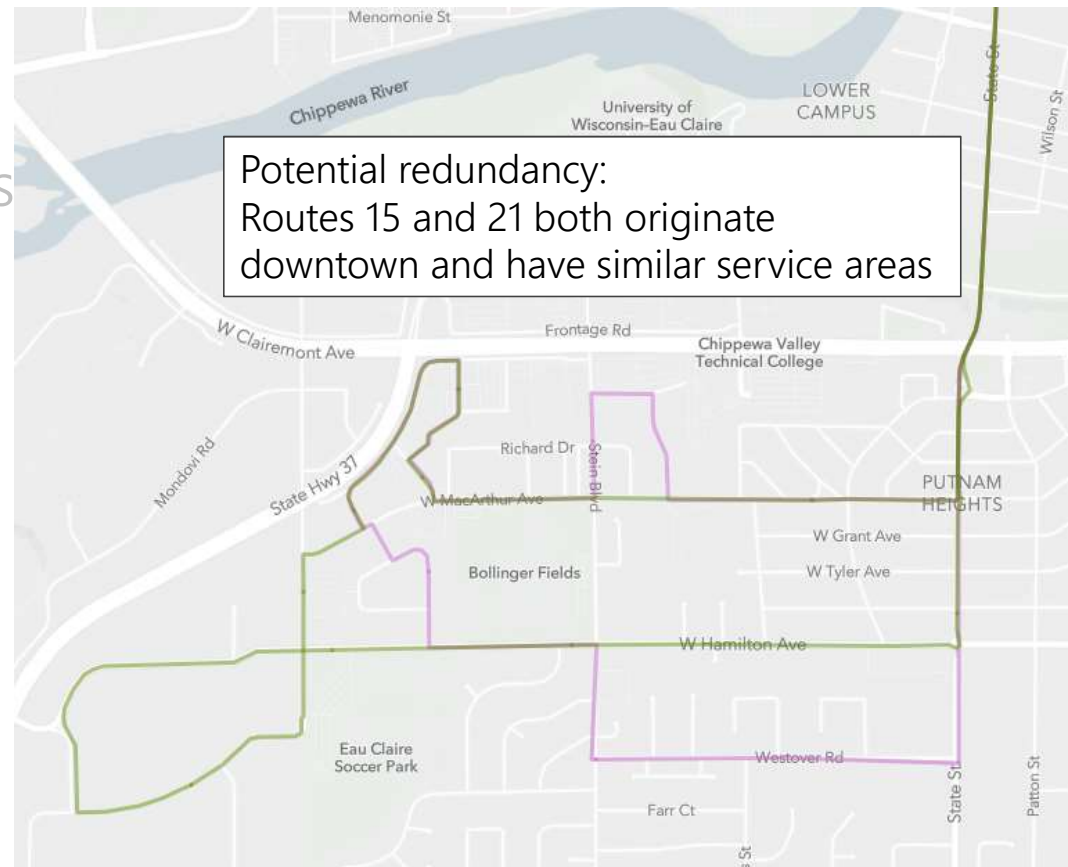 Menomonie St
Chippewa River
University of
Wisconsin-Eau Claire
LOWER
CAMPUS
State St
Wilson St
S
Potential redundancy:
Routes 15 and 21 both originate
downtown and have similar service areas
W Clairemont Ave
Frontage Rd
Chippewa Valley
Technical College
Mondovi Rd
State Hwy 37
Richard Dr
Stein Blvd
W MacArthur Ave
PUTNAM
HEIGHTS
W Grant Ave
Bollinger Fields
W Tyler Ave
W Hamilton Ave
Eau Claire
Soccer Park
Westover Rd
State St
Patton St
Farr Ct
s St